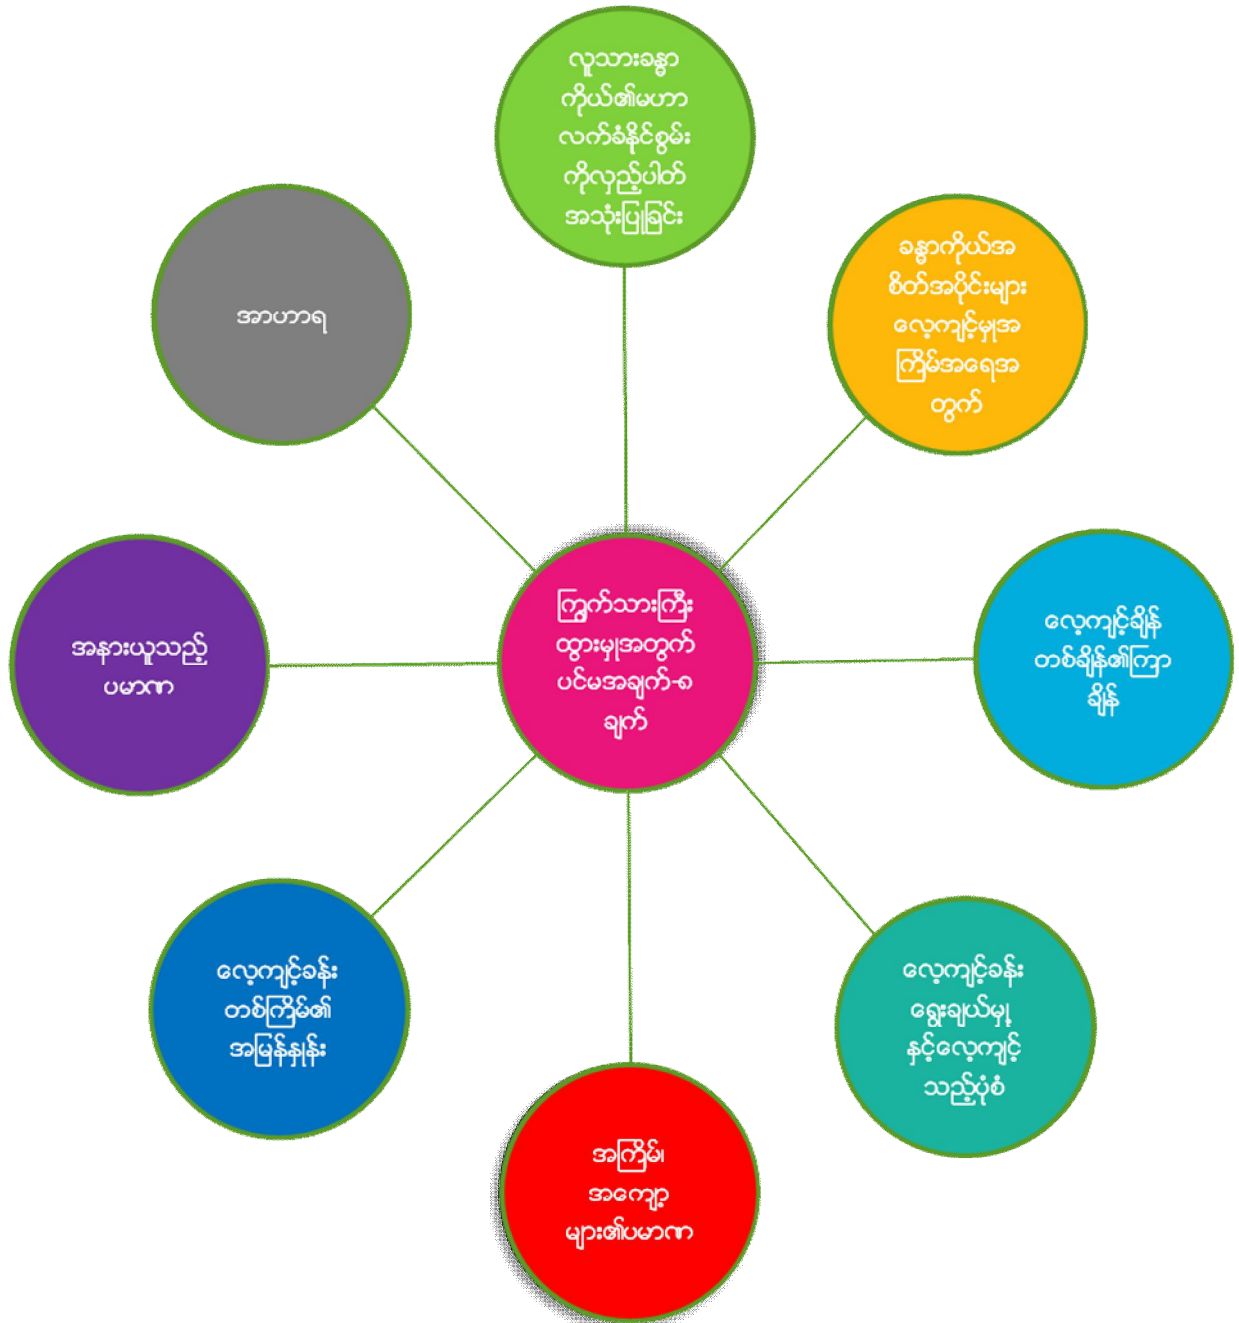 လူသားခန္ဓာ
ကိုယ်၏မဟာ
လက်ခံနိုင်စွမ်း
ကိုလှည့်ပါတ်
အသုံးပြုခြင်း
ခန္ဓာကိုယ်အ
စိတ်အပိုင်းများ
လေ့ကျင့်မှုအ
ကြိမ်အရေအ
တွက်
လေ့ကျင့်ချိန်
တစ်ချိန်၏ကြာ
ချိန်
လေ့ကျင့်ခန်း
ရွေးချယ်မှု့
နှင့်လေ့ကျင့်
သည့်ပုံစံ
အကြိမ်၊
အကျော့
များ၏ပမာဏ
လေ့ကျင့်ခန်း
တစ်ကြိမ်၏
အမြန်နှုန်း
အနားယူသည့်
ပမာဏ
အာဟာရ
ကြွက်သားကြီး
ထွားမှုအတွက်
ပင်မအချက်-၈
ချက်